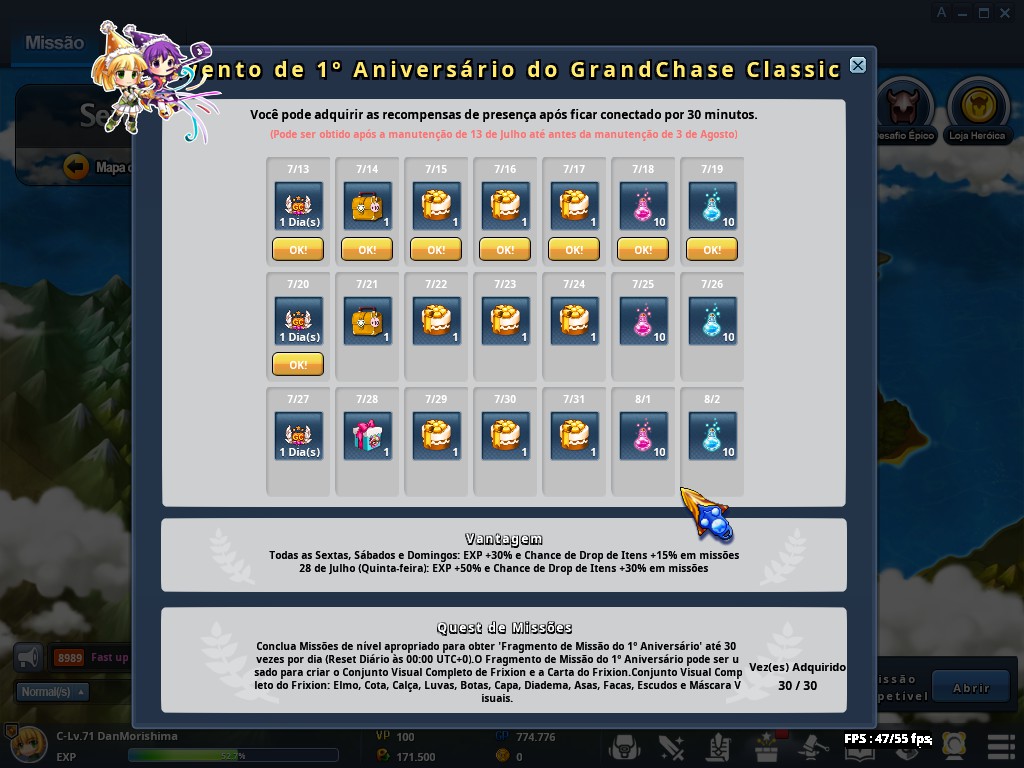 A
Missão
vento de 1º Aniversário do GrandChase Classic
Você pode adquirir as recompensas de presença após ficar conectado por 30 minutos.
(Pode ser obtido após a manutenção de 13 de Julho até antes da manutenção de 3 de Agosto)
Se
Mapa
esafio Épico
Loja Heróica
7/13 7/14 7/15 7/16 7/17 7/18 7/19
1 Dia(s) 1 1 1 1 10 10
OK! OK! OK! OK! OK! OK! OK!
7/20 7/21 7/22 7/23 7/24 7/25 7/26
1 Dia(s) 1 1 1 1 10 10
OK!
7/27 7/28 7/29 7/30 7/31 8/1 8/2
1 Dia(s) 1 1 1 1 10 10
Vantagem
Todas as Sextas, Sábados e Domingos: EXP +30% e Chance de Drop de Itens +15% em missões
28 de Julho (Quinta-feira): EXP +50% e Chance de Drop de Itens +30% em missões
Quest de Missões
Conclua Missões de nível apropriado para obter 'Fragmento de Missão do 1º Aniversário' até 30
vezes por dia (Reset Diário às 00:00 UTC+0).O Fragmento de Missão do 1º Aniversário pode ser u
sado para criar o Conjunto Visual Completo de Frixion e a Carta do Frixion.Conjunto Visual Comp
leto do Frixion: Elmo, Cota, Calça, Luvas, Botas, Capa, Diadema, Asas, Facas, Escudos e Máscara V
isuais.
Vez(es) Adquirido
30 / 30
8989 Fast up
Normal(/s)
issão
petivel
Abrir
C-Lv.71 DanMorishima
EXP
52.7%
VP 100
171.500
GP 774.776
0
FPS : 47/55 fps